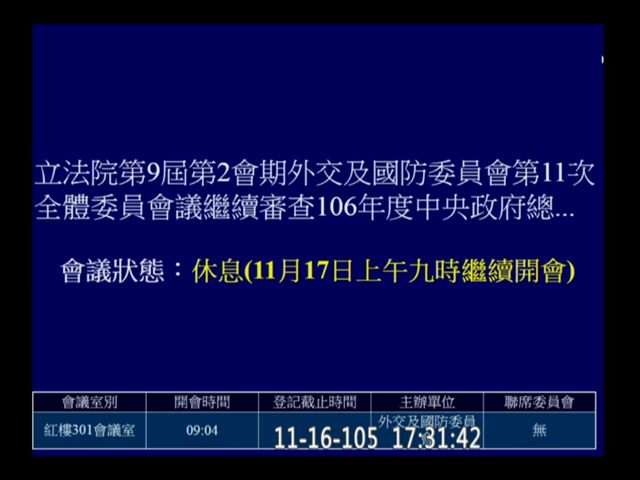 立法院第9屆第2會期外交及國防委員會第11次
全體委員會議繼續審查106年度中央政府總...
會議狀態：休息(11月17日上午九時繼續開會)
會議室別 開會時間 登記截止時間 主辦單位 聯席委員會
紅樓301會議室 09:04 外交及國防委員 無
11-16-105 17:31:42